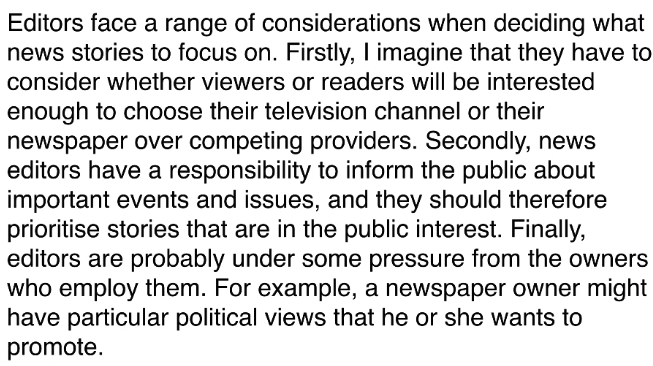 Editors face a range of considerations when deciding what
news stories to focus on. Firstly, I imagine that they have to
consider whether viewers or readers will be interested
enough to choose their television channel or their
newspaper over competing providers. Secondly, news
editors have a responsibility to inform the public about
important events and issues, and they should therefore
prioritise stories that are in the public interest. Finally,
editors are probably under some pressure from the owners
who employ them. For example, a newspaper owner might
have particular political views that he or she wants to
promote.